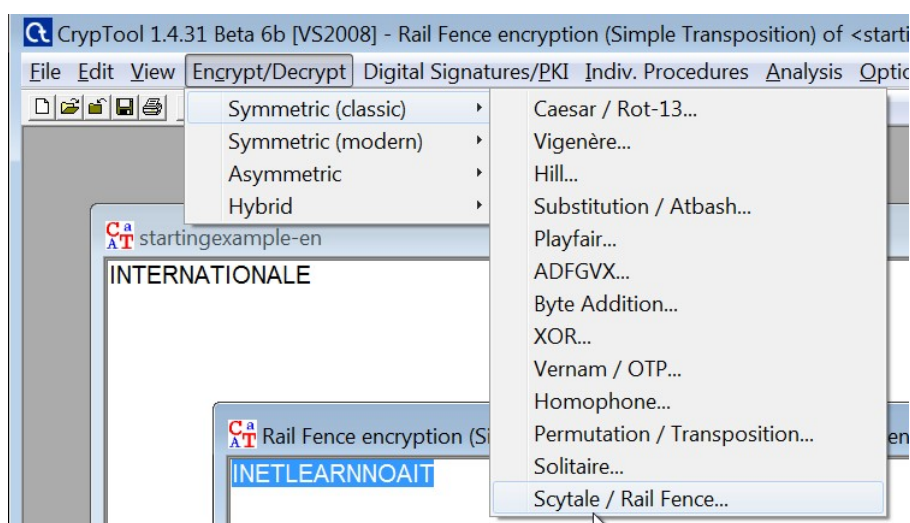 CrypTool 1.4.31 Beta 6b [VS2008] - Rail Fence encryption (Simple Transposition) of <starti
File Edit View Encrypt/Decrypt Digital Signatures/PKI Indiv. Procedures Analysis Optio
Symmetric (classic)
Symmetric (modern)
Asymmetric
Hybrid
Caesar / Rot-13...
Vigenère...
Hill...
Substitution / Atbash...
Playfair...
ADFGVX...
Byte Addition...
XOR...
Vernam / OTP...
Homophone...
Permutation / Transposition...
Solitaire...
Scytale / Rail Fence...
startingexample-en
INTERNATIONALE
Rail Fence encryption (Si
en
INETLEARNNOAIT